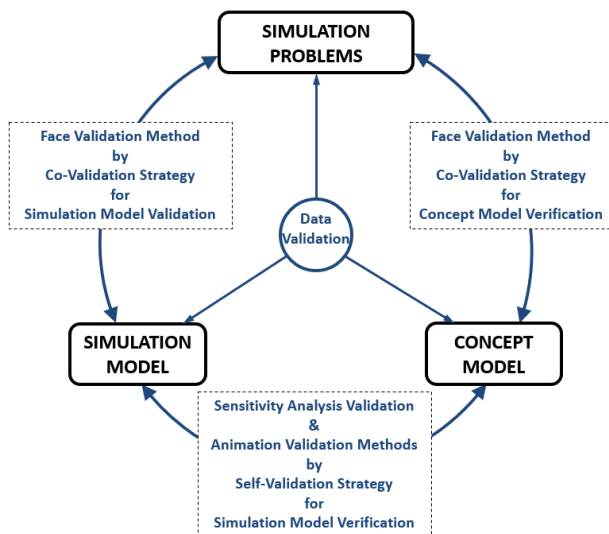 SIMULATION
PROBLEMS
Face Validation Method
by
Co-Validation Strategy
for
Simulation Model Validation
Face Validation Method
by
Co-Validation Strategy
for
Concept Model Verification
Data
Validation
SIMULATION
MODEL
CONCEPT
MODEL
Sensitivity Analysis Validation
&
Animation Validation Methods
by
Self-Validation Strategy
for
Simulation Model Verification